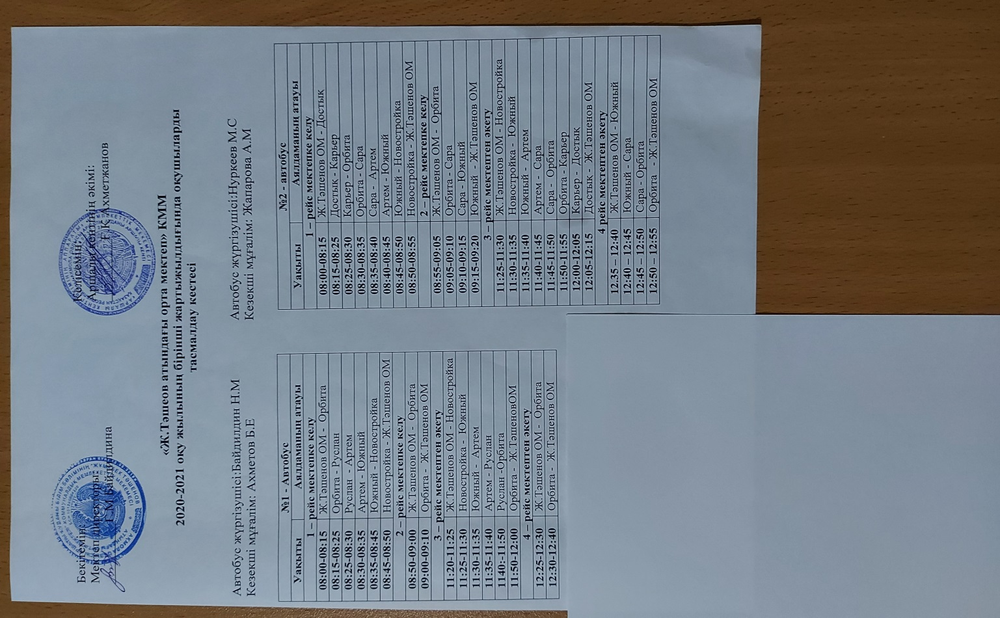 Бекілемін:
Мектеп директоры
Г.М.Байгилдина
Келісемін
Аршалы кентінің әкімі:
Е.К. Ахметжанов
«Ж.Тәшеов атындағы орта мектеп» КММ
2020-2021 оқу жылының бірінші жартыжылдығында оқушыларды
тасмалдау кестесі
Автобус жүргізушісі:Байдилдин Н.М
Кезекші мұғалім: Ахметов Б.Е
№1 - Автобус
Уақыты Аялдаманың атауы
1 – рейс мектепке келу
08:00-08:15 Ж.Тәшенов ОМ - Орбита
08:15-08:25 Орбита - Руслан
08:25-08:30 Руслан - Артем
08:30-08:35 Артем - Южный
08:35-08:45 Южный - Новостройка
08:45-08:50 Новостройка - Ж.Тәшенов ОМ
2 – рейс мектепке келу
08:50-09:00 Ж.Тәшенов ОМ - Орбита
09:00-09:10 Орбита - Ж.Тәшенов ОМ
3 – рейс мектептен әкету
11:20-11:25 Ж.Тәшенов ОМ - Новостройка
11:25-11:30 Новостройка - Южный
11:30-11:35 Южный - Артем
11:35-11:40 Артем - Руслан
1140:-11:50 Руслан -Орбита
11:50-12:00 Орбита - Ж.ТәшеновОМ
4 – рейс мектептен әкету
12:25-12:30 Ж.Тәшенов ОМ - Орбита
12:30-12:40 Орбита - Ж.Тәшенов ОМ
Автобус жүргізушісі:Нуркеев М.С
Кезекші мұғалім: Жапарова А.М
№2 - автобус
Уақыты Аялдаманың атауы
1 – рейс мектепке келу
08:00-08:15 Ж.Тәшенов ОМ - Достык
08:15-08:25 Достык - Карьер
08:25-08:30 Карьер - Орбита
08:30-08:35 Орбита - Сара
08:35-08:40 Сара - Артем
08:40-08:45 Артем - Южный
08:45-08:50 Южный - Новостройка
08:50-08:55 Новостройка - Ж.Тәшенов ОМ
2 – рейс мектепке келу
08:55-09:05 Ж.Тәшенов ОМ - Орбита
09:05-09:10 Орбита - Сара
09:10-09:15 Сара - Южный
09:15-09:20 Южный - Ж.Тәшенов ОМ
3 – рейс мектептен әкету
11:25-11:30 Ж.Тәшенов ОМ - Новостройка
11:30-11:35 Новостройка - Южный
11:35-11:40 Южный - Артем
11:40-11:45 Артем - Сара
11:45-11:50 Сара - Орбита
11:50-11:55 Орбита - Карьер
12:00-12:05 Карьер - Достык
12:05-12:15 Достык - Ж.Тәшенов ОМ
4 рейс мектептен әкету
12.35 – 12:40 Ж.Тәшенов ОМ - Южный
12:40 – 12:45 Южный - Сара
12:45 – 12:50 Сара - Орбита
12:50 – 12:55 Орбита - Ж.Тәшенов ОМ